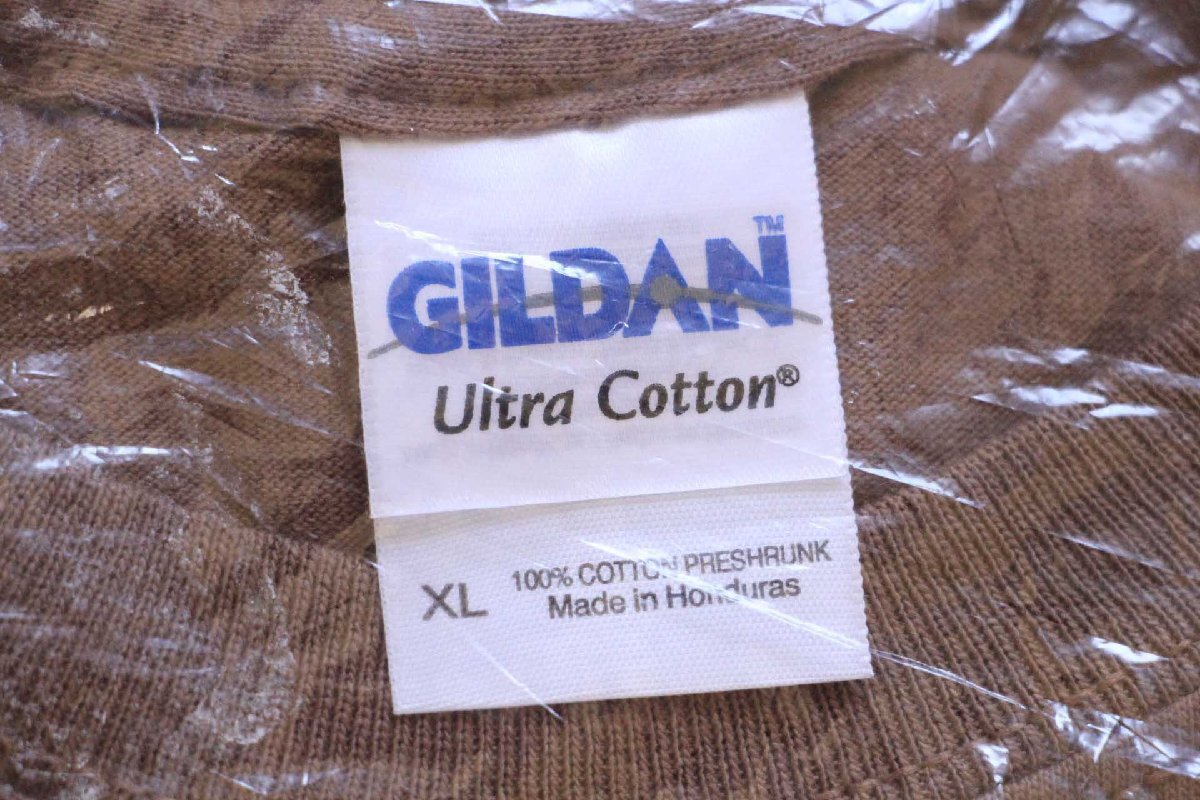 GILDAN™
Ultra Cotton®
XL
100% COTTON PRESHRUNK
Made in Honduras